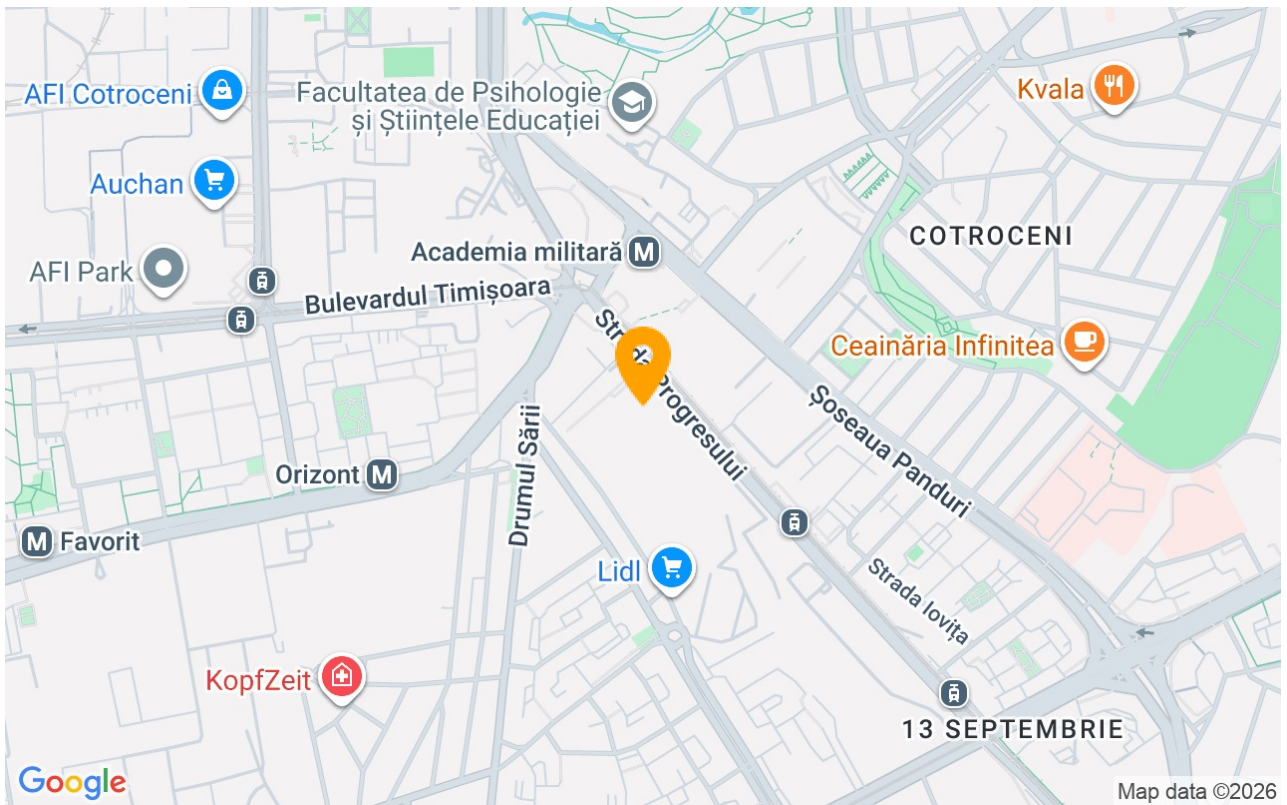 AFI Cotroceni
Facultatea de Psihologie
și Științele Educației
Kvala
Auchan
COTROCENI
Academia militară M
AFI Park
Bulevardul Timișoara
Strada Progresului
Ceainăria Infinitea
Șoseaua Panduri
Drumul Sării
Orizont M
M Favorit
Lidl
Strada Iovița
KopfZeit
13 SEPTEMBRIE
Google
Map data ©2026